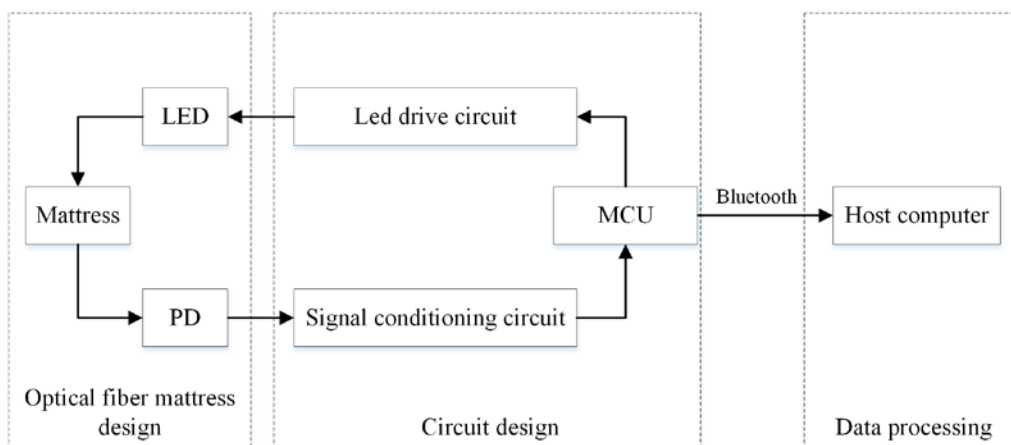 LED
Led drive circuit
Mattress
MCU
Bluetooth
Host computer
PD
Signal conditioning circuit
Optical fiber mattress
design
Circuit design
Data processing